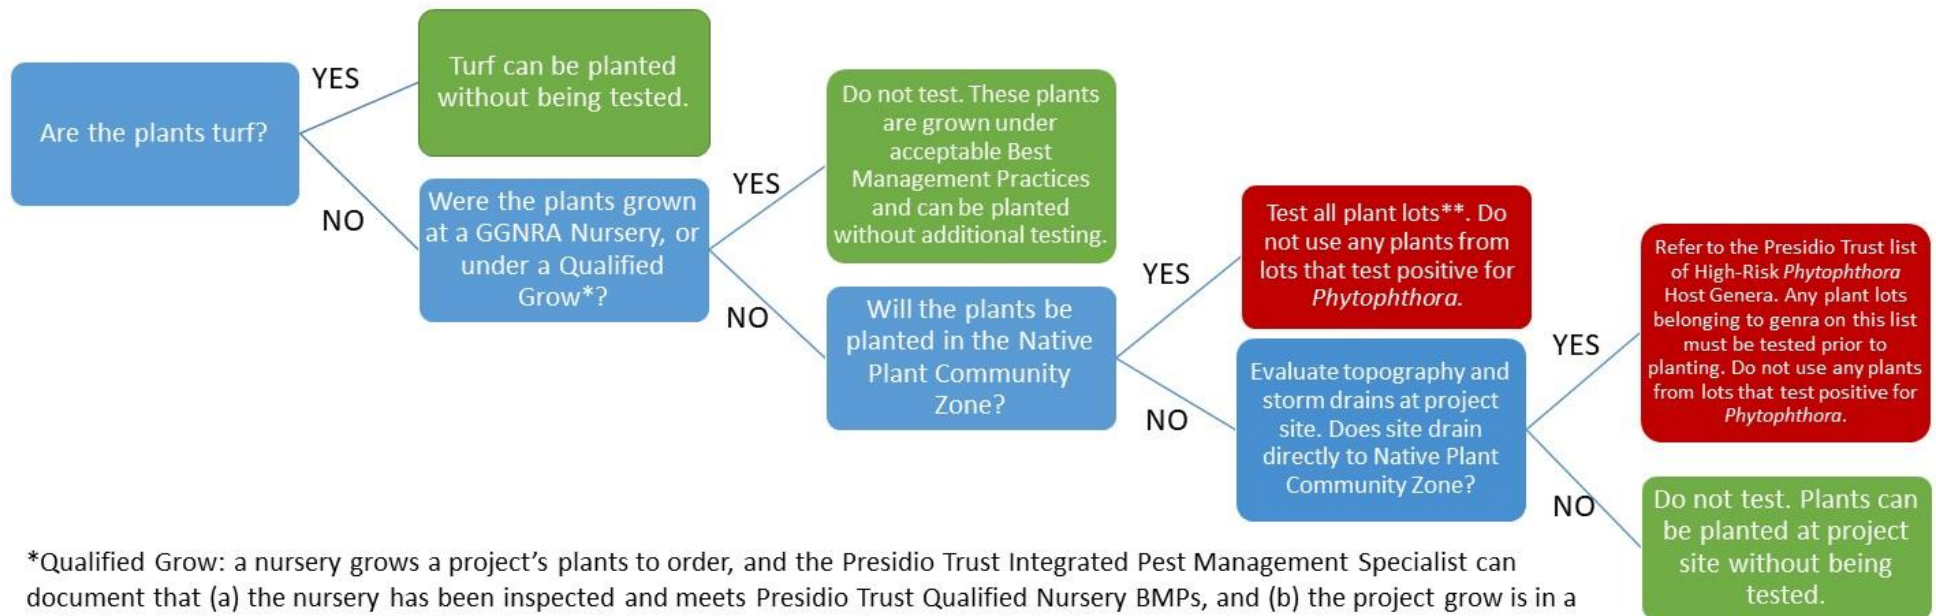 Are the plants turf?
YES
Turf can be planted
without being tested.
NO
Were the plants grown
at a GGNRA Nursery, or
under a Qualified
Grow*?
YES
Do not test. These plants
are grown under
acceptable Best
Management Practices
and can be planted
without additional testing.
NO
Will the plants be
planted in the Native
Plant Community
Zone?
YES
Test all plant lots**. Do
not use any plants from
lots that test positive for
Phytophthora.
NO
Evaluate topography and
storm drains at project
site. Does site drain
directly to Native Plant
Community Zone?
YES
Refer to the Presidio Trust list
of High-Risk Phytophthora
Host Genera. Any plant lots
belonging to genra on this list
must be tested prior to
planting. Do not use any plants
from lots that test positive for
Phytophthora.
NO
Do not test. Plants can
be planted at project
site without being
tested.
*Qualified Grow: a nursery grows a project's plants to order, and the Presidio Trust Integrated Pest Management Specialist can
document that (a) the nursery has been inspected and meets Presidio Trust Qualified Nursery BMPs, and (b) the project grow is in a